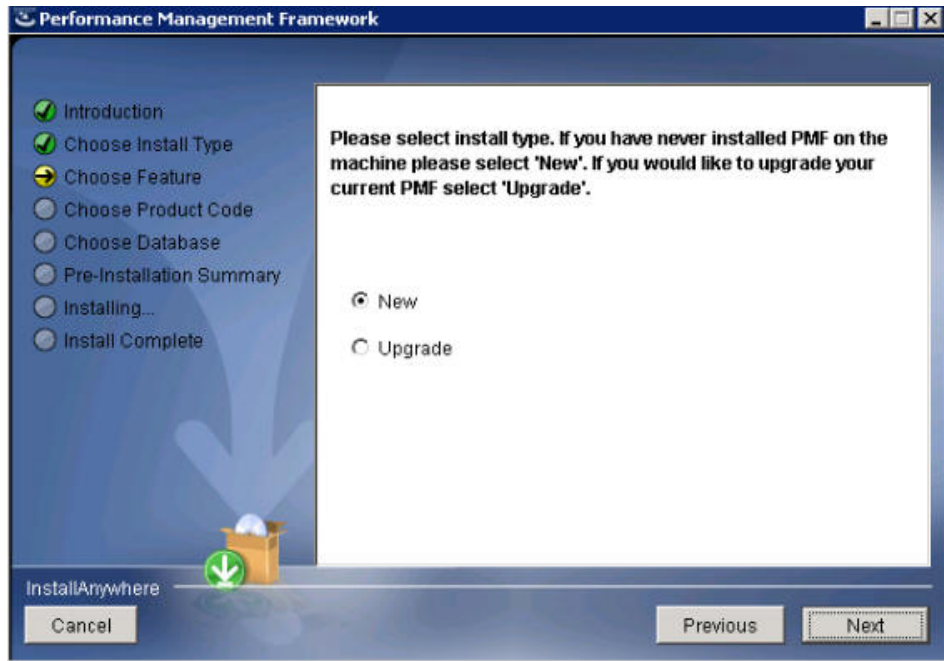 Performance Management Framework
Introduction
Choose Install Type
Choose Feature
Choose Product Code
Choose Database
Pre-Installation Summary
Installing...
Install Complete
Please select install type. If you have never installed PMF on the
machine please select 'New'. If you would like to upgrade your
current PMF select 'Upgrade'.
New
Upgrade
InstallAnywhere
Cancel
Previous
Next